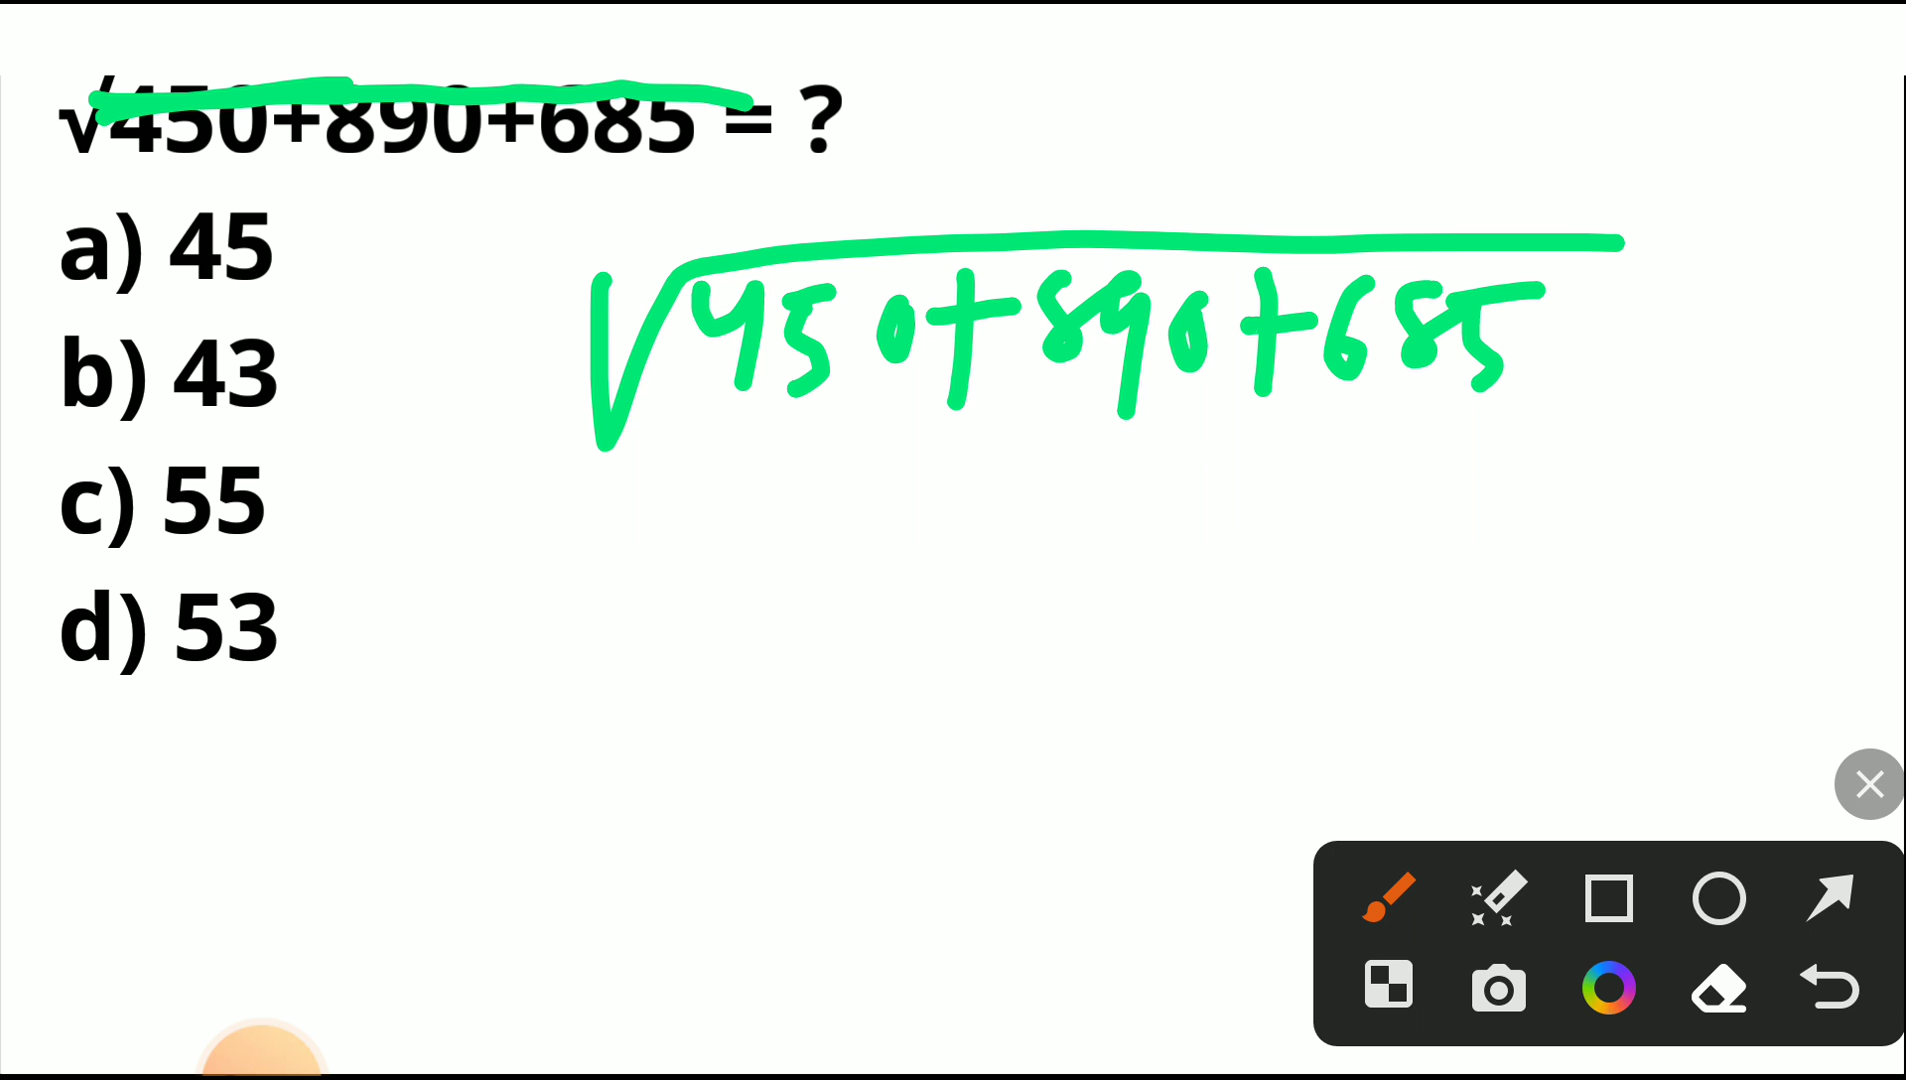 √450+890+685 = ?
a) 45
√450+890+685
b) 43
c) 55
d) 53